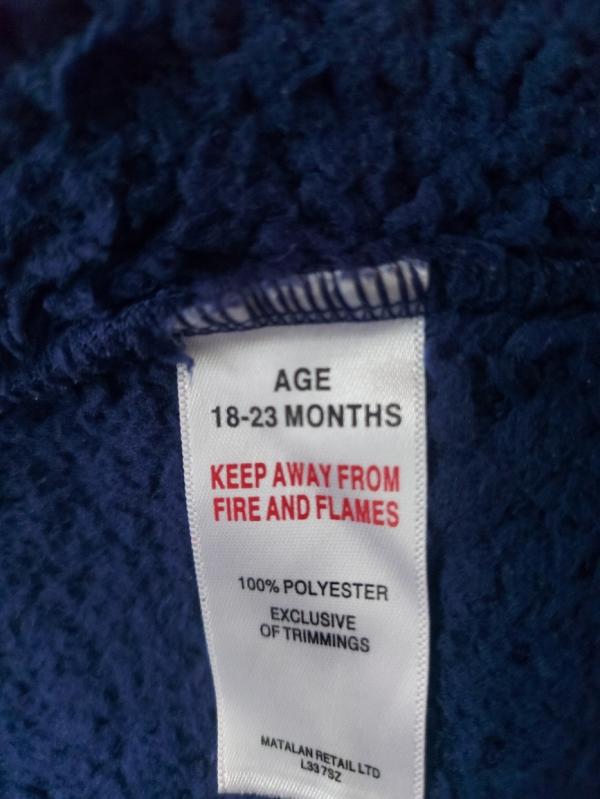 AGE
18-23 MONTHS
KEEP AWAY FROM
FIRE AND FLAMES
100% POLYESTER
EXCLUSIVE
OF TRIMMINGS
MATALAN RETAIL LTD
L33 7SZ